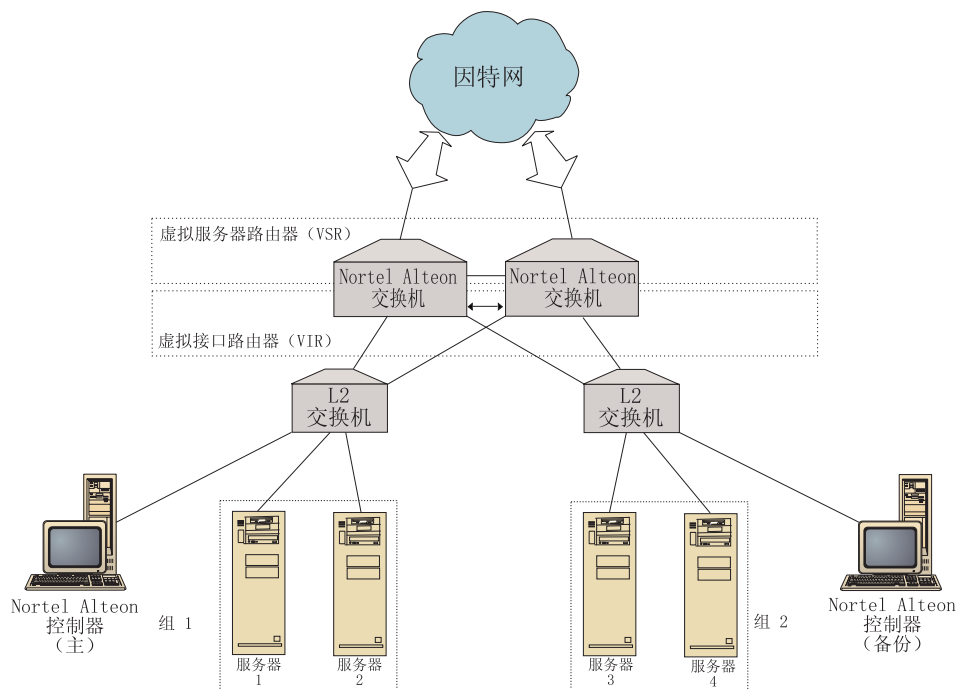 因特网
虚拟服务器路由器（VSR）
Nortel Alteon
交换机
Nortel Alteon
交换机
虚拟接口路由器（VIR）
L2
交换机
L2
交换机
Nortel Alteon
控制器
（主）
组 1
服务器
1
服务器
2
服务器
3
服务器
4
组 2
Nortel Alteon
控制器
（备份）